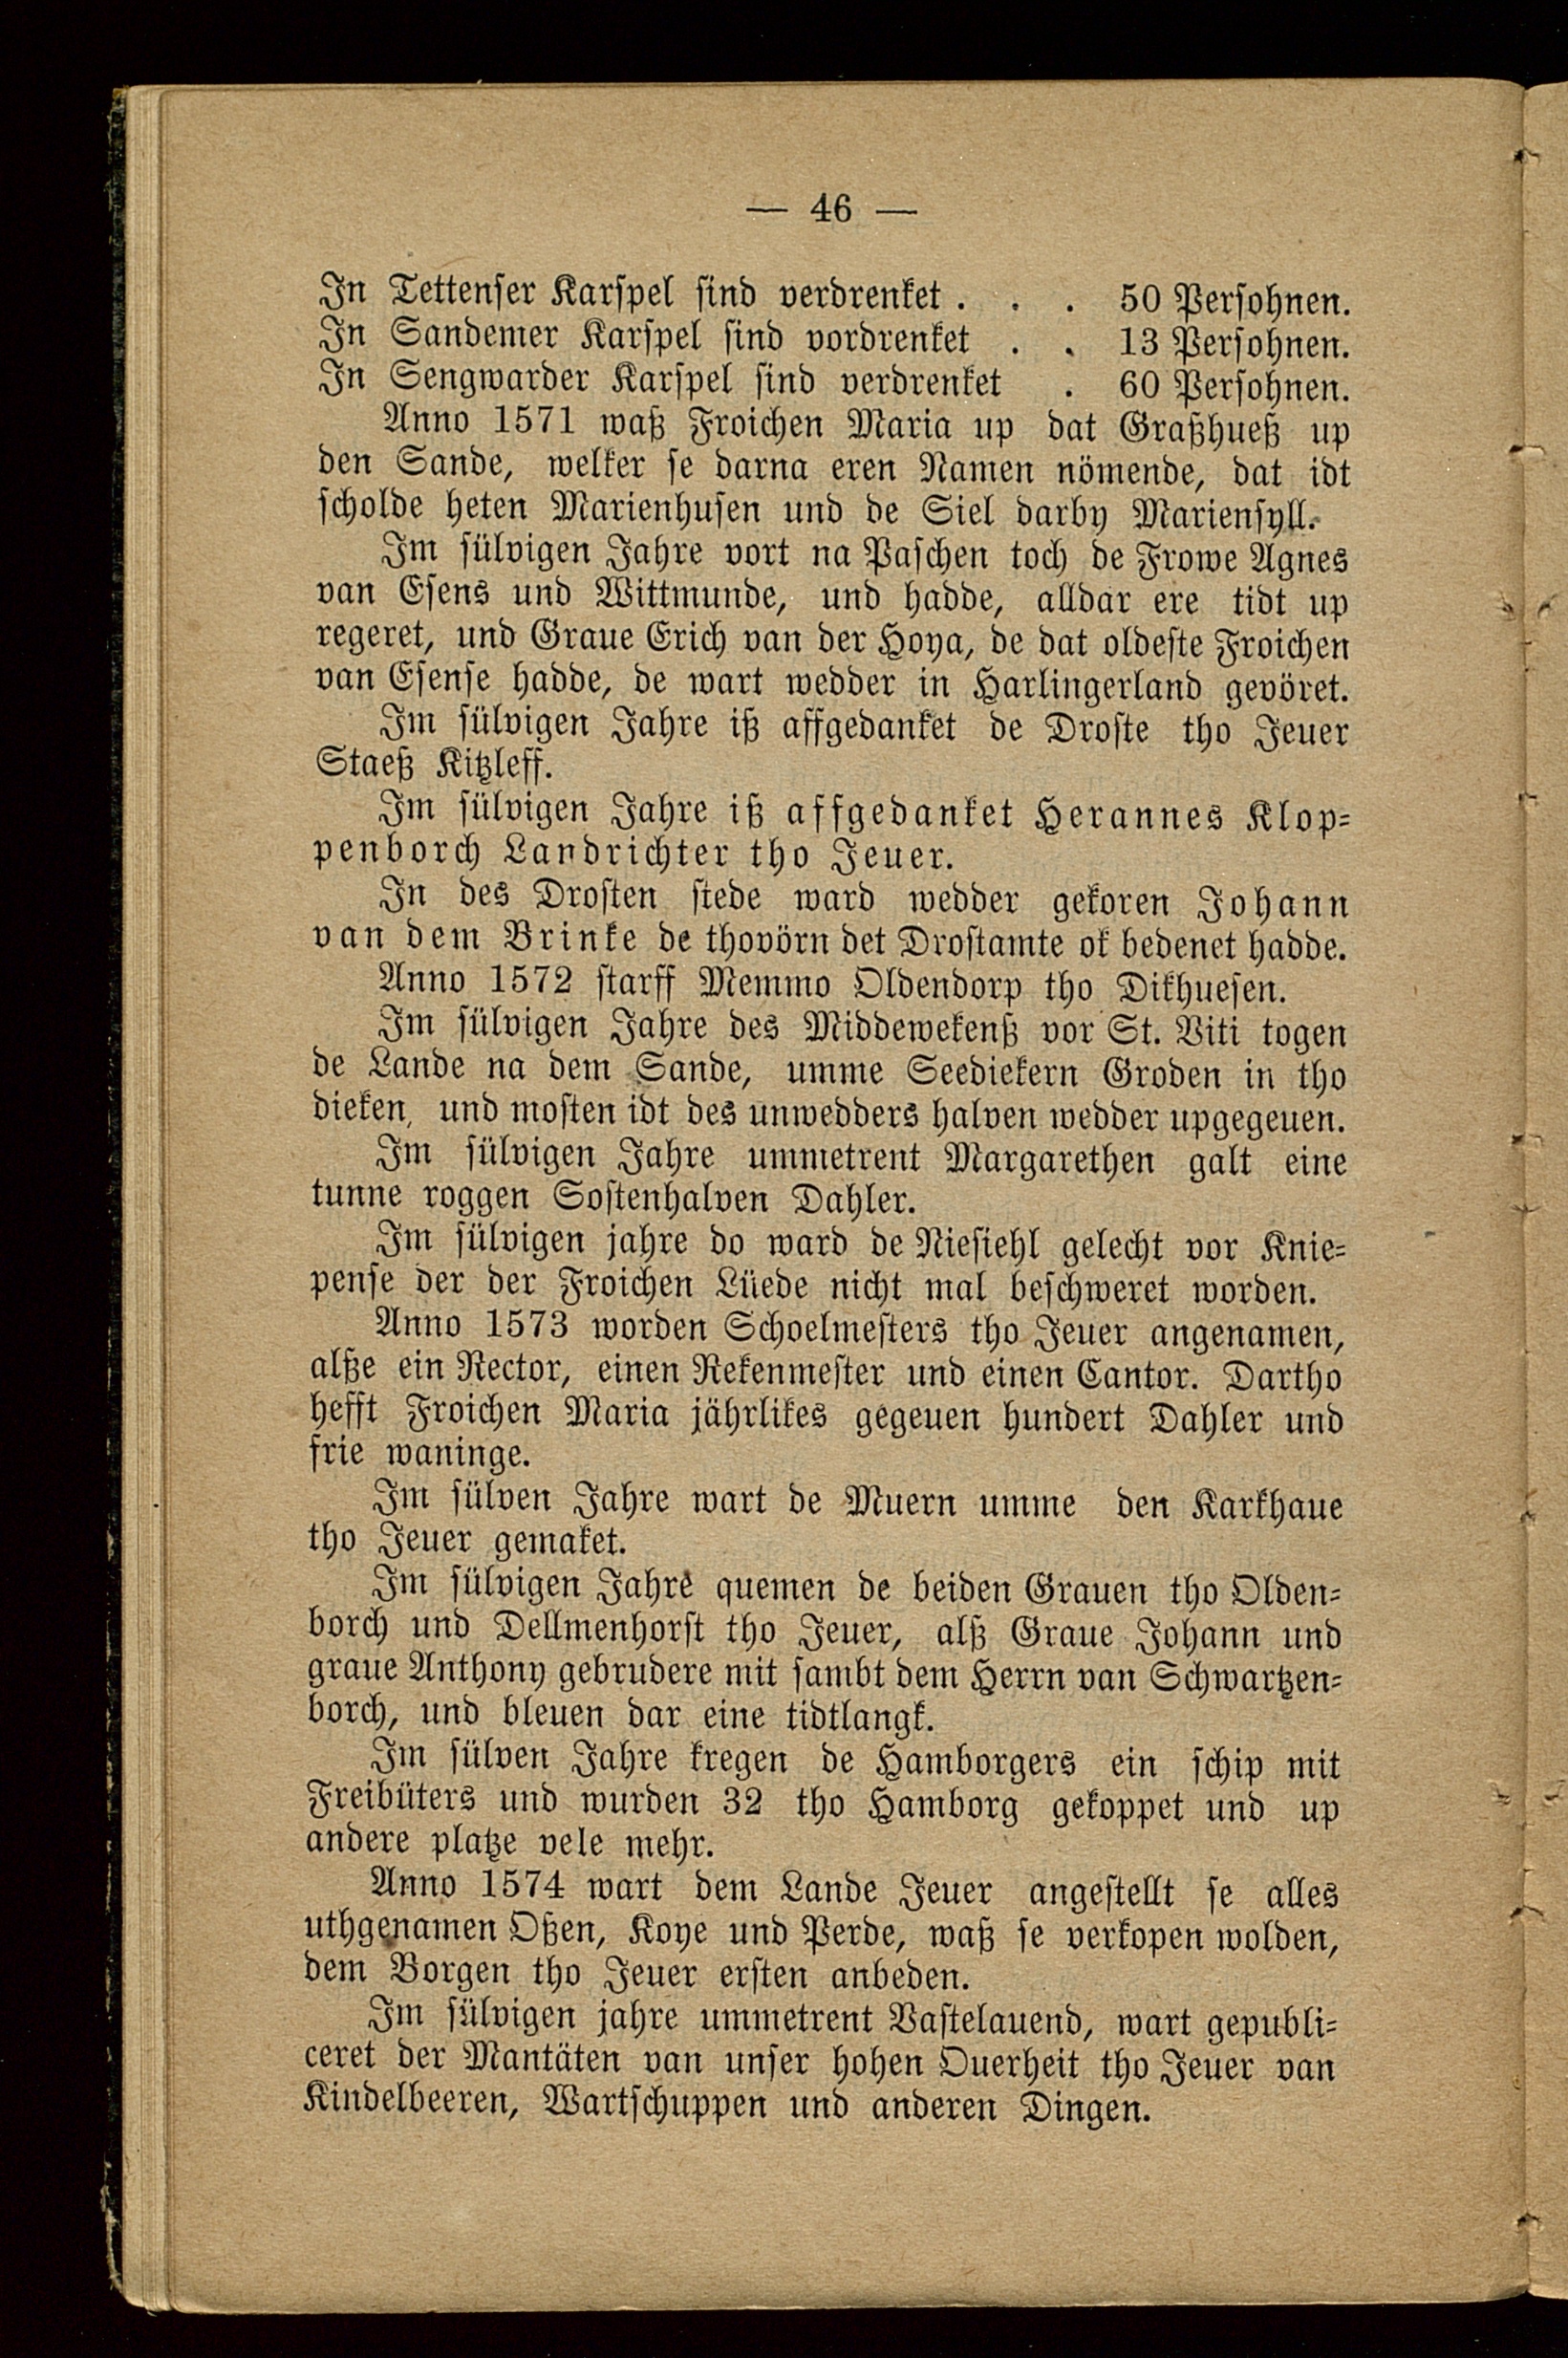 — 46 —
In Tettenser Karspel sind verdrenket . . . 50 Persohnen.
In Sandemer Karspel sind vordrenket . . 13 Persohnen.
In Sengwarder Karspel sind verdrenket . 60 Persohnen.
Anno 1571 waß Froichen Maria up dat Graßhueß up
den Sande, welker se darna eren Namen nömende, dat idt
scholde heten Marienhusen und de Siel darby Mariensyll.
Im sülvigen Jahre vort na Paschen toch de Frowe Agnes
van Esens und Wittmunde, und hadde, alldar ere tidt up
regeret, und Graue Erich van der Hoya, de dat oldeste Froichen
van Esense hadde, de wart wedder in Harlingerland gevöret.
Im sülvigen Jahre iß affgedanket de Droste tho Jeuer
Staeß Kitzleff.
Im sülvigen Jahre iß affgedanket Herannes Klop-
penborch Landrichter tho Jeuer.
In des Drosten stede ward wedder gekoren Johann
van dem Brinke de thovörn det Drostamte ok bedenet hadde.
Anno 1572 starff Memmo Oldendorp tho Dikhuesen.
Im sülvigen Jahre des Middewekenß vor St. Viti togen
de Lande na dem Sande, umme Seediekern Groden in tho
dieken, und mosten idt des unwedders halven wedder upgegeuen.
Im sülvigen Jahre ummetrent Margarethen galt eine
tunne roggen Sostenhalven Dahler.
Im sülvigen jahre do ward de Niesiehl gelecht vor Knie-
pense der der Froichen Lüede nicht mal beschweret worden.
Anno 1573 worden Schoelmesters tho Jeuer angenamen,
alße ein Rector, einen Rekenmester und einen Cantor. Dartho
hefft Froichen Maria jährlikes gegeuen hundert Dahler und
frie waninge.
Im sülven Jahre wart de Muern umme den Karkhaue
tho Jeuer gemaket.
Im sülvigen Jahre quemen de beiden Grauen tho Olden-
borch und Dellmenhorst tho Jeuer, alß Graue Johann und
graue Anthony gebrudere mit sambt dem Herrn van Schwartzen-
borch, und bleuen dar eine tidtlangk.
Im sülven Jahre kregen de Hamborgers ein schip mit
Freibüters und wurden 32 tho Hamborg gekoppet und up
andere platze vele mehr.
Anno 1574 wart dem Lande Jeuer angestellt se alles
uthgenamen Oßen, Koye und Perde, waß se verkopen wolden,
dem Borgen tho Jeuer ersten anbeden.
Im sülvigen jahre ummetrent Vastelauend, wart gepubli-
ceret der Mantäten van unser hohen Ouerheit tho Jeuer van
Kindelbeeren, Wartschuppen und anderen Dingen.